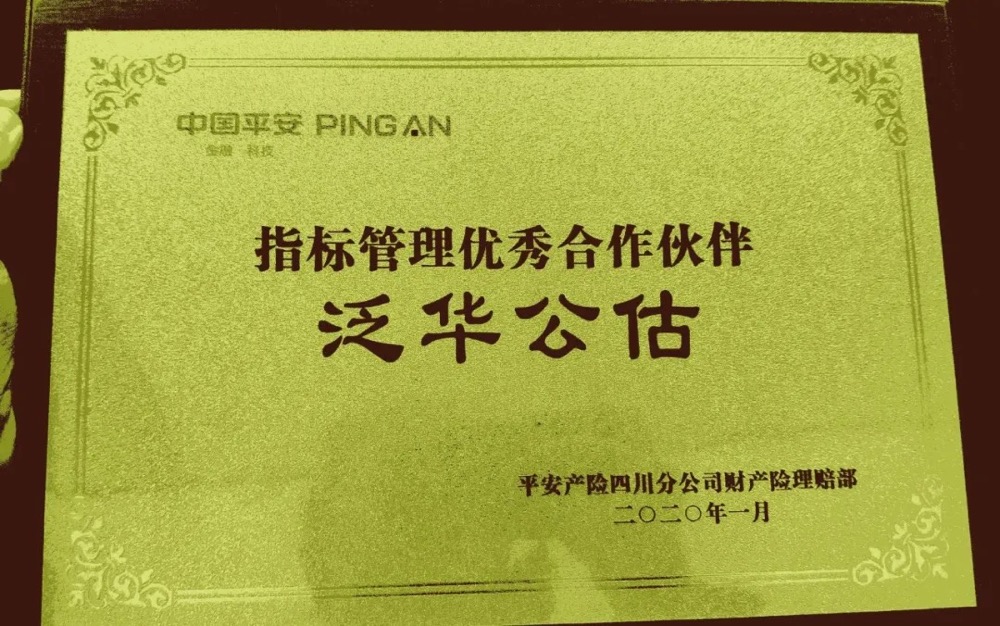 中国平安 PING AN
金融 科技
指标管理优秀合作伙伴
泛华公估
平安产险四川分公司财产险理赔部
二〇二〇年一月